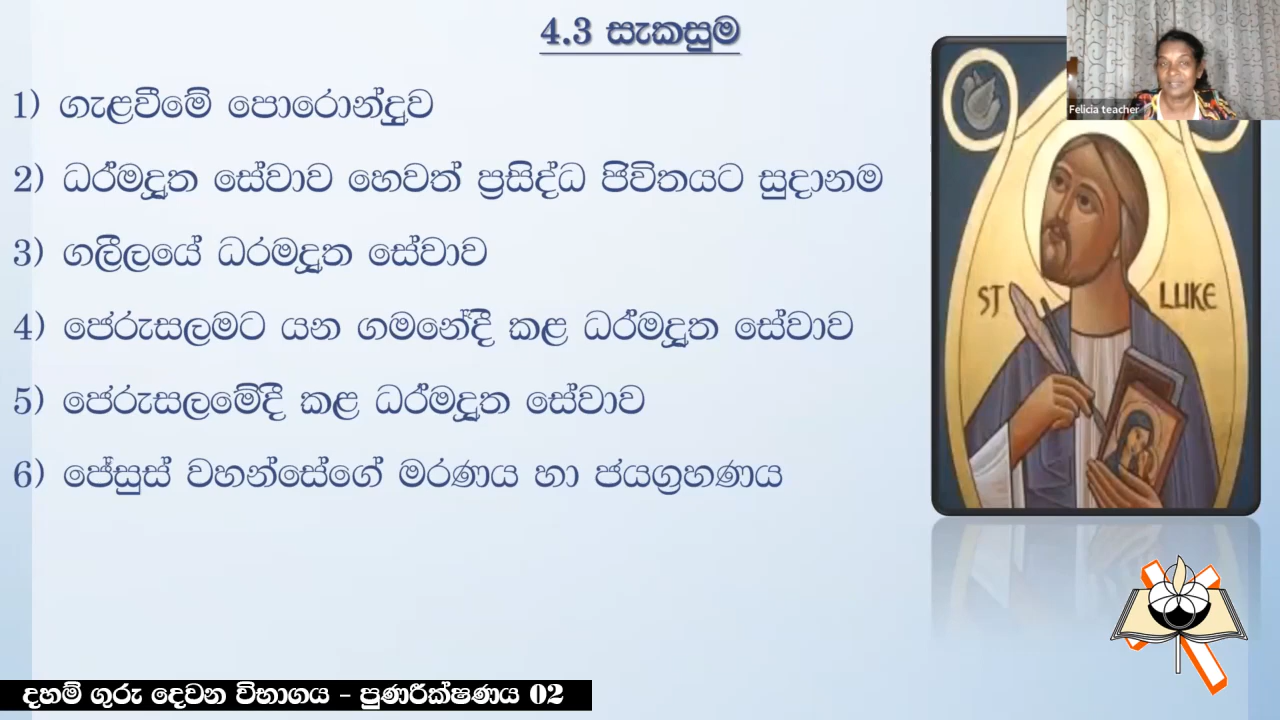 4.3 සැකසුම
1) ගැළවීමේ පොරොන්දුව
2) ධර්මදූත සේවාව හෙවත් ප්‍රසිද්ධ ජීවිතයට සූදානම
3) ගලීලයේ ධරමදූත සේවාව
4) ජෙරුසලමට යන ගමනේදී කළ ධර්මදූත සේවාව
5) ජෙරුසලමේදී කළ ධර්මදූත සේවාව
6) ජේසුස් වහන්සේගේ මරණය හා ජයග්‍රහණය
Felicia teacher
ST LUKE
දහම් ගුරු දෙවන විභාගය - පුණරීක්ෂණය 02